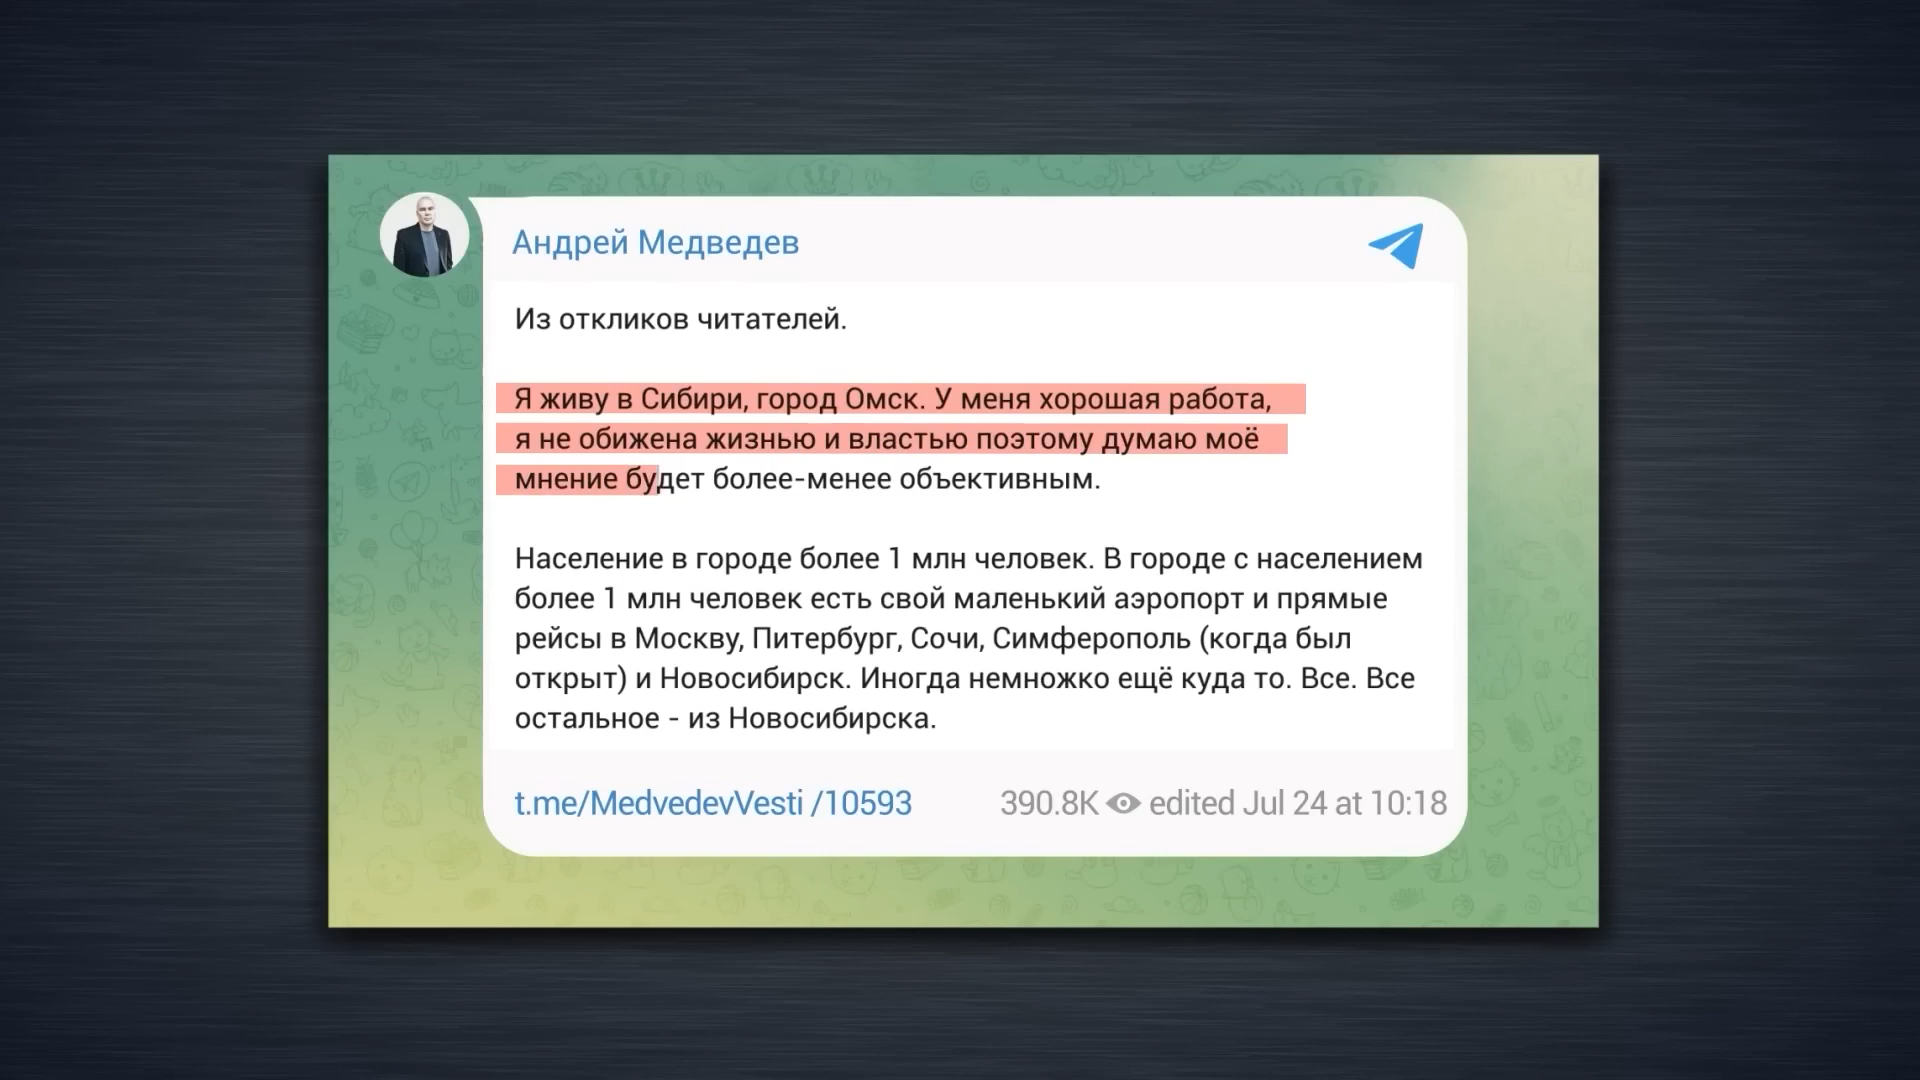 Андрей Медведев
Из откликов читателей.
Я живу в Сибири, город Омск. У меня хорошая работа,
я не обижена жизнью и властью поэтому думаю моё
мнение будет более-менее объективным.
Население в городе более 1 млн человек. В городе с населением
более 1 млн человек есть свой маленький аэропорт и прямые
рейсы в Москву, Питербург, Сочи, Симферополь (когда был
открыт) и Новосибирск. Иногда немножко ещё куда то. Все. Все
остальное - из Новосибирска.
t.me/MedvedevVesti /10593 390.8K edited Jul 24 at 10:18